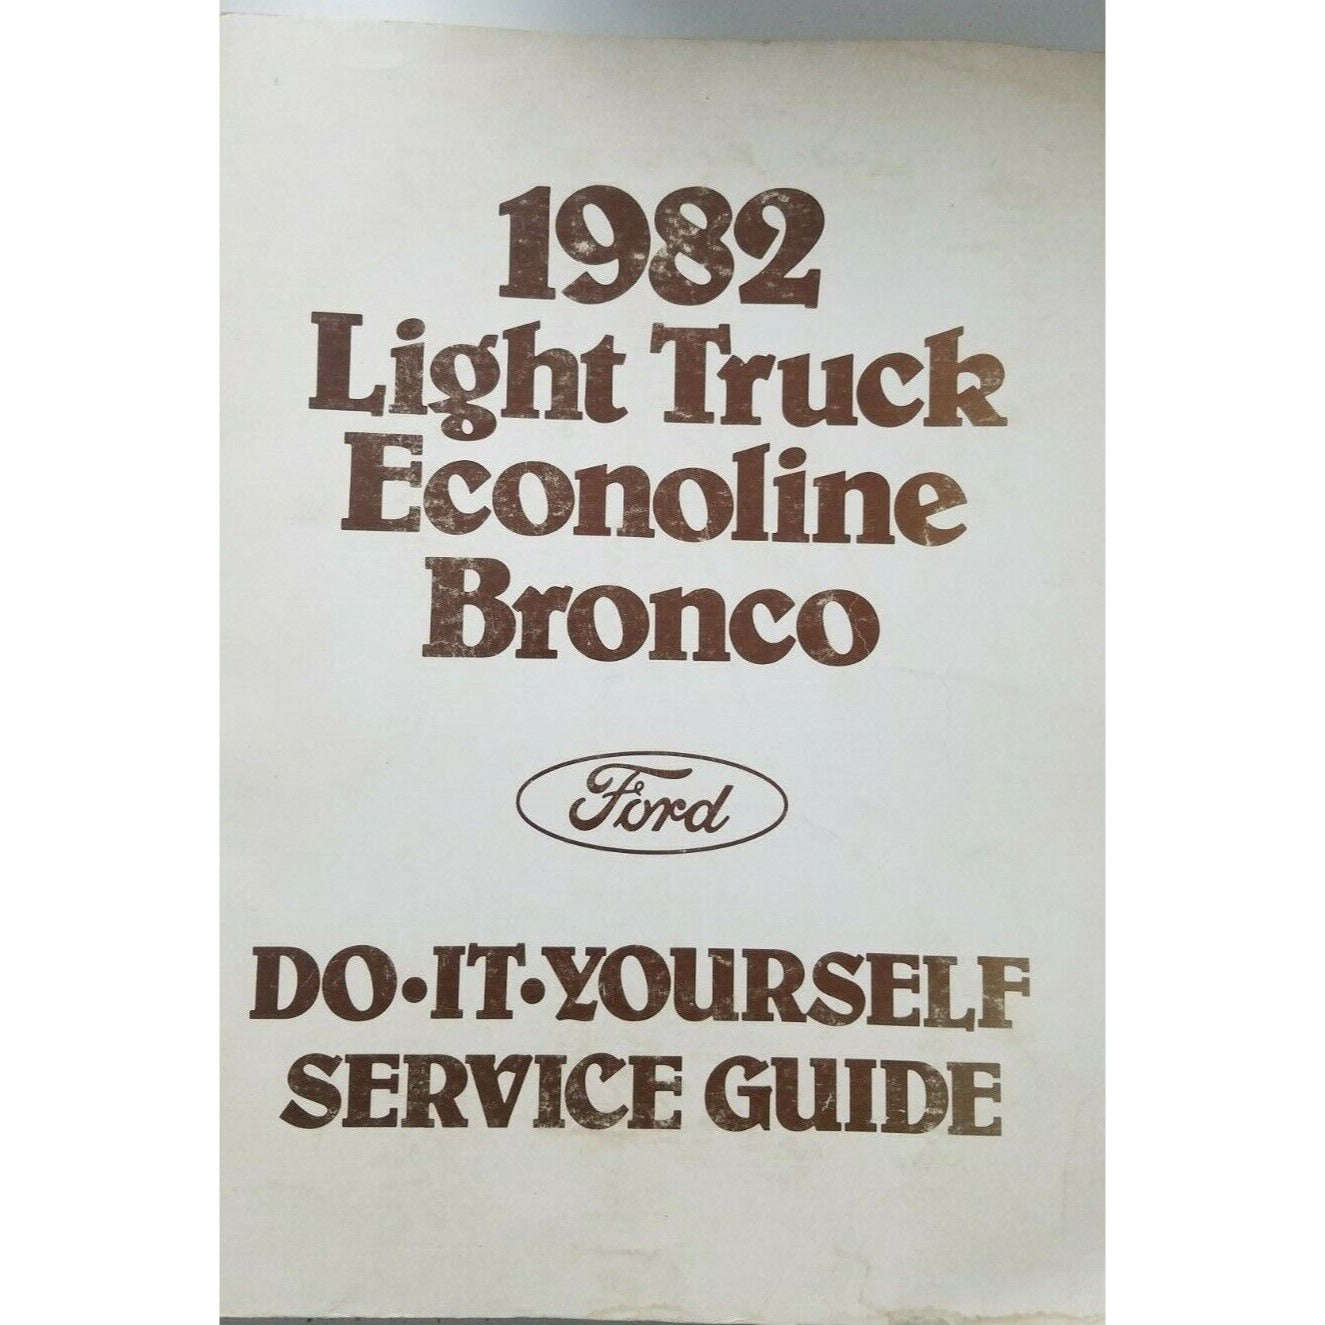 1982
Light Truck
Econoline
Bronco
Ford
DO•IT•YOURSELF
SERVICE GUIDE